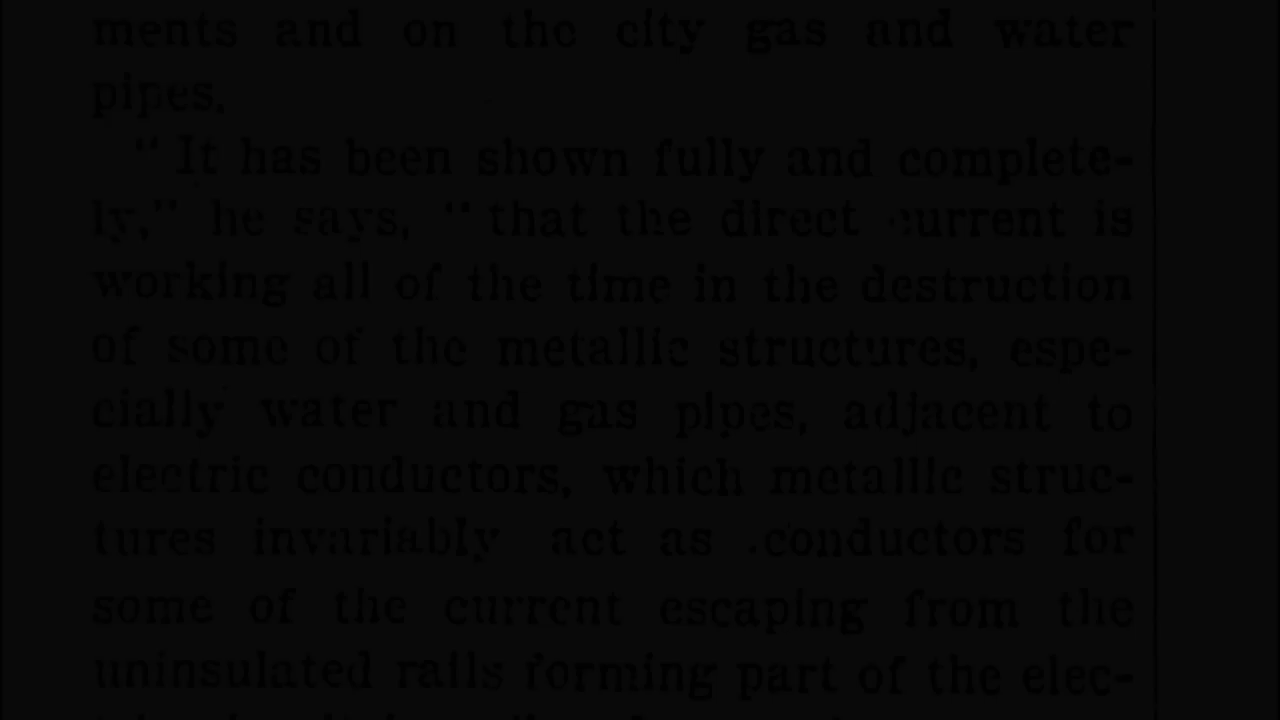 ments and on the city gas and water
pipes.
“ It has been shown fully and complete-
ly,” he says, “ that the direct current is
working all of the time in the destruction
of some of the metallic structures, espe-
cially water and gas pipes, adjacent to
electric conductors, which metallic struc-
tures invariably act as conductors for
some of the current escaping from the
uninsulated rails forming part of the elec-